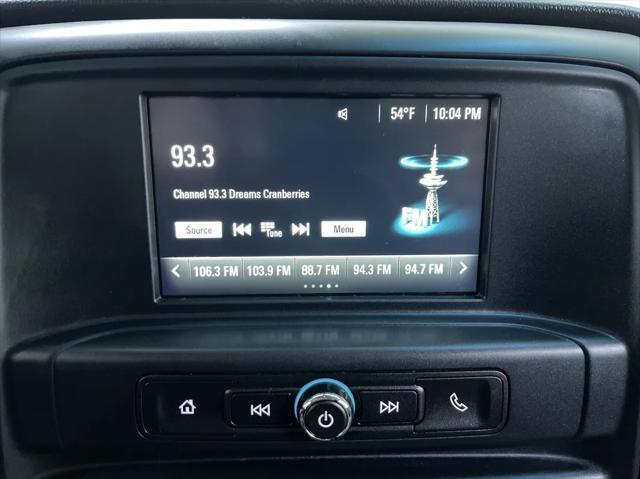 54°F 10:04 PM
93.3
Channel 93.3 Dreams Cranberries
FM
Source Tune Menu
106.3 FM 103.9 FM 88.7 FM 94.3 FM 94.7 FM